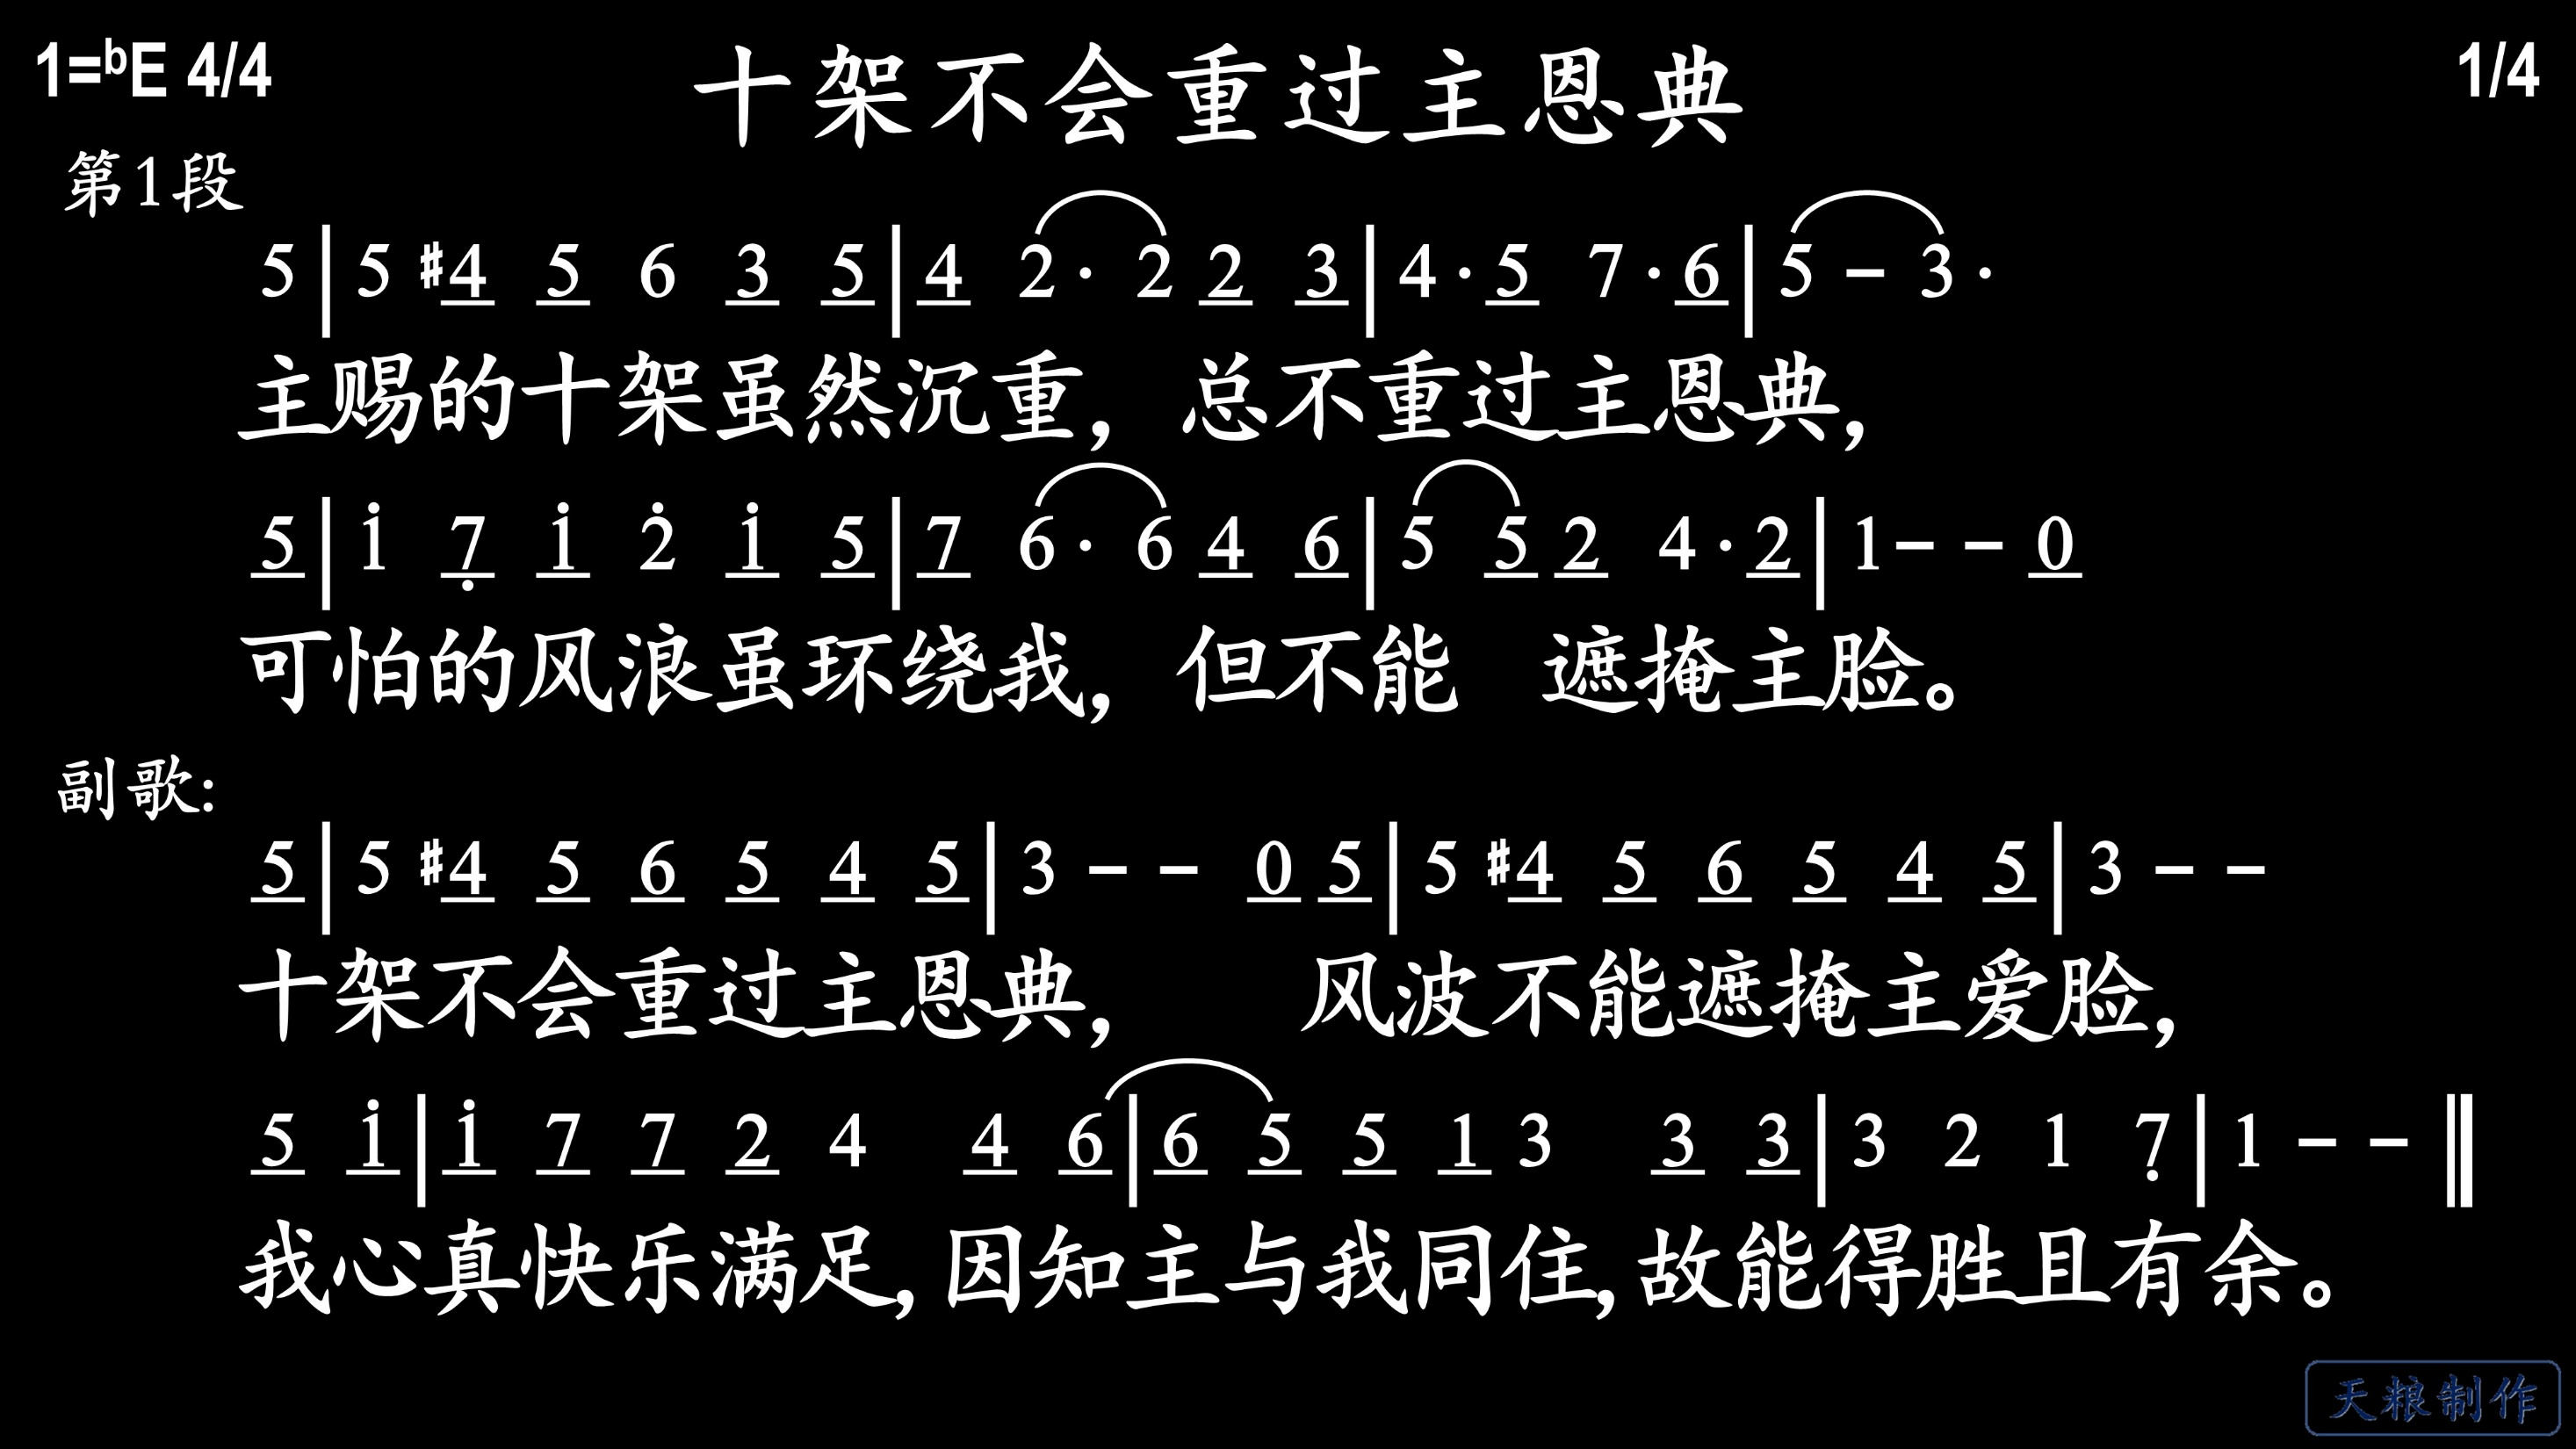 1=ᵇE 4/4 十架不会重过主恩典 1/4
第1段
5 | 5 #4 5 6 3 5 | 4 2· 2 2 3 | 4·5 7·6 | 5 – 3·
主赐的十架虽然沉重, 总不重过主恩典,
5 | i 7̣ i 2̇ i 5 | 7 6· 6 4 6 | 5 5 2 4·2 | 1 – – 0
可怕的风浪虽环绕我, 但不能 遮掩主脸。
副歌:
5 | 5 #4 5 6 5 4 5 | 3 – – 0 5 | 5 #4 5 6 5 4 5 | 3 – –
十架不会重过主恩典, 风波不能遮掩主爱脸,
5 i | i 7 7 2 4 4 6 | 6 5 5 1 3 3 3 | 3 2 1 7̣ | 1 – – ‖
我心真快乐满足, 因知主与我同住, 故能得胜且有余。
天粮制作